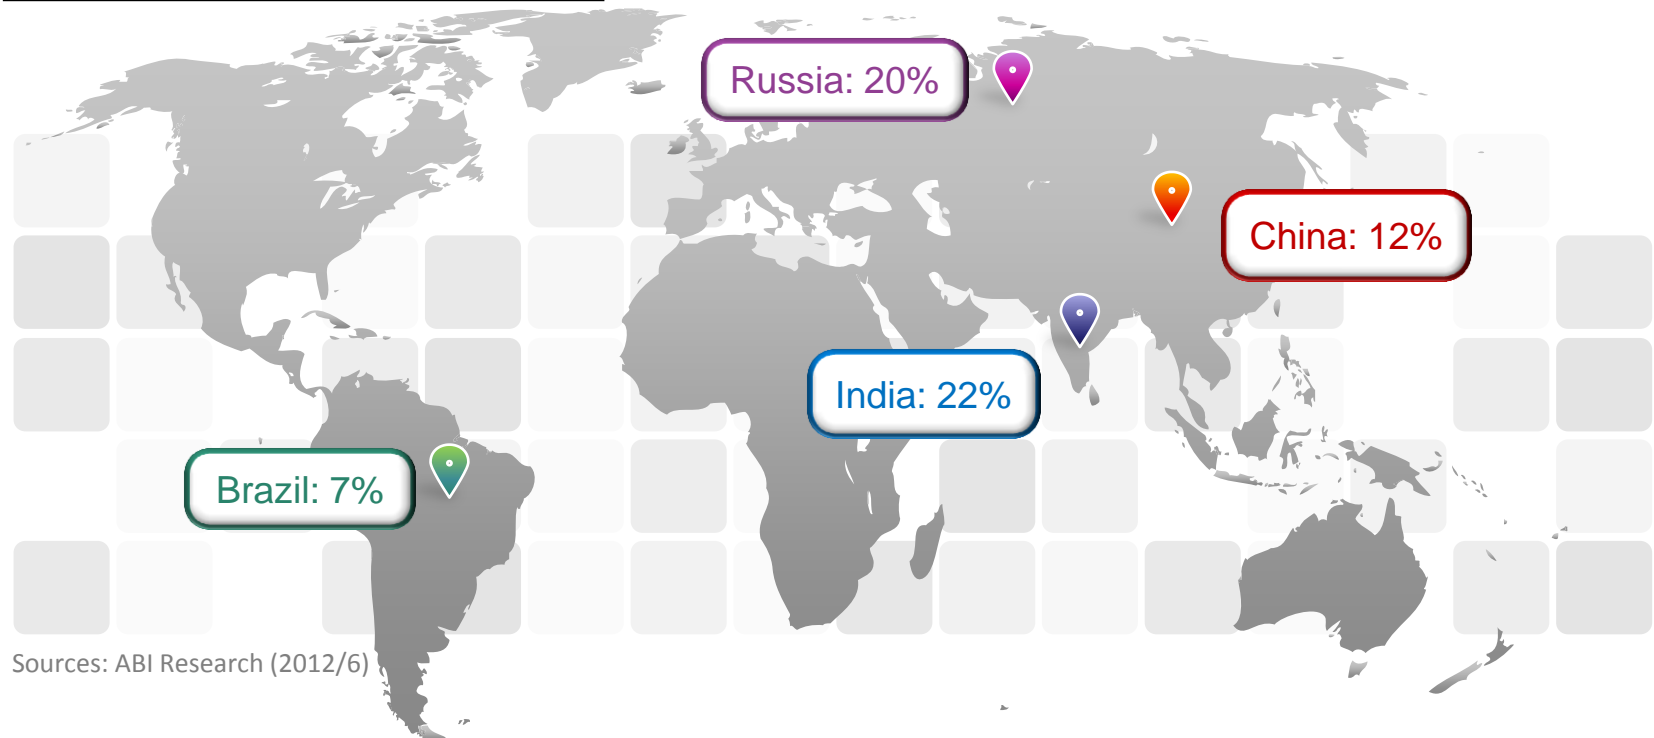 Russia: 20%
China: 12%
India: 22%
Brazil: 7%
Sources: ABI Research (2012/6)